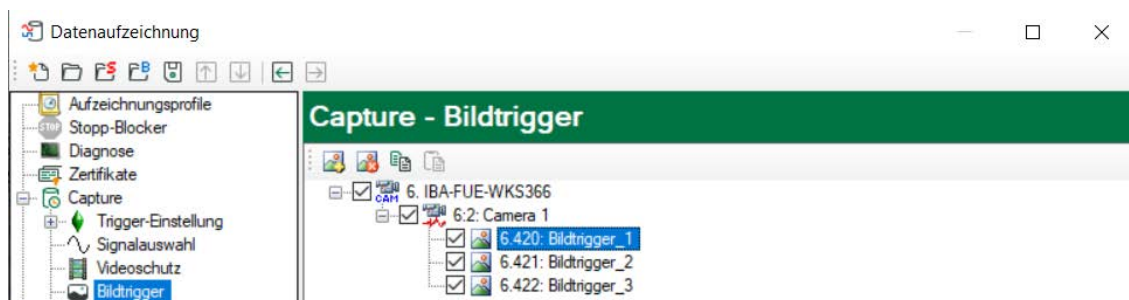 Datenaufzeichnung
Aufzeichnungsprofile
Stopp-Blocker
Diagnose
Zertifikate
Capture
Trigger-Einstellung
Signalauswahl
Videoschutz
Bildtrigger
Capture - Bildtrigger
CAM 6. IBA-FUE-WKS366
6:2: Camera 1
6.420: Bildtrigger_1
6.421: Bildtrigger_2
6.422: Bildtrigger_3